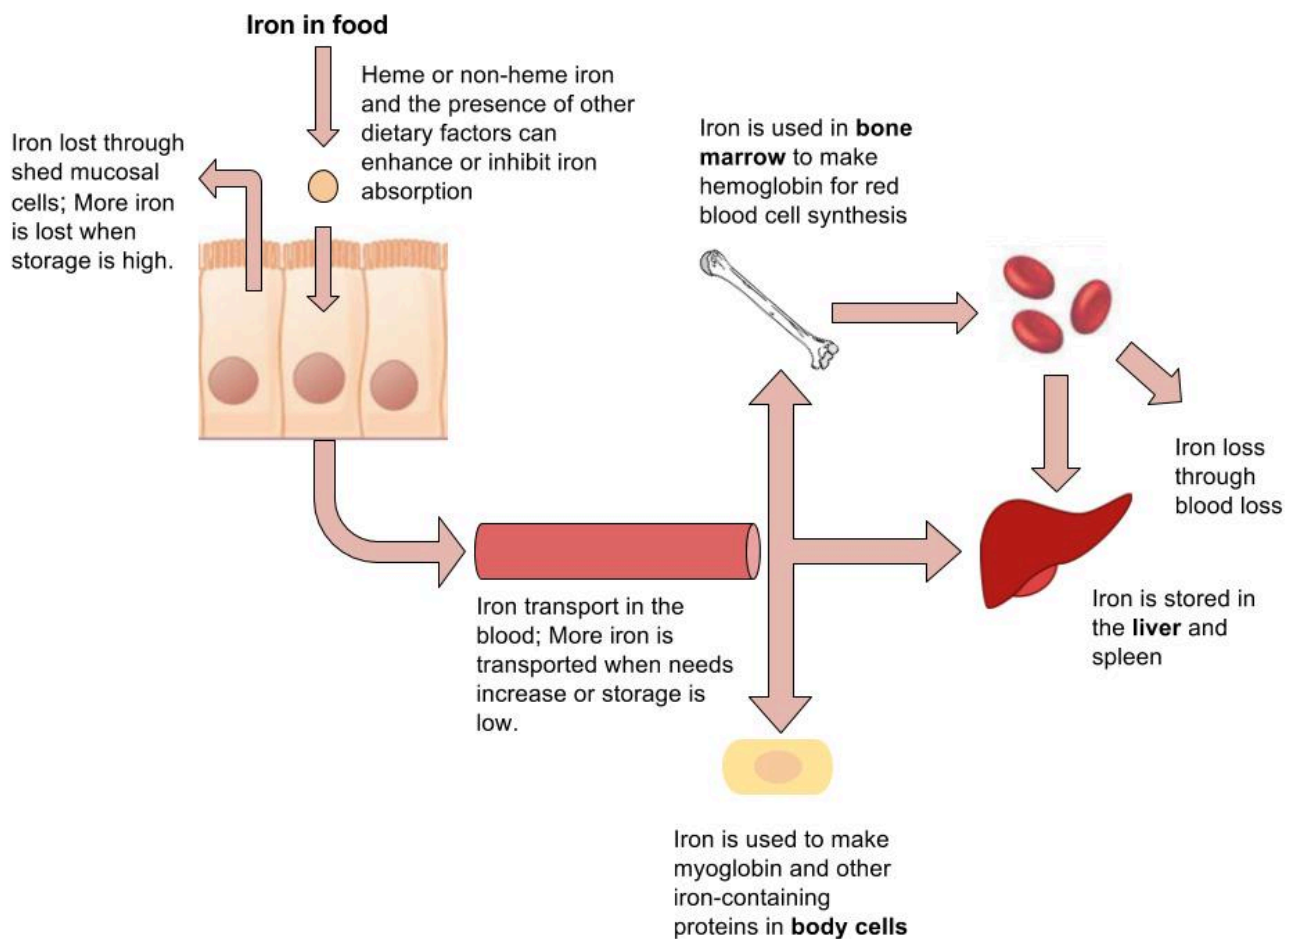 Iron in food
Heme or non-heme iron
and the presence of other
dietary factors can
enhance or inhibit iron
absorption
Iron lost through
shed mucosal
cells; More iron
is lost when
storage is high.
Iron is used in bone
marrow to make
hemoglobin for red
blood cell synthesis
Iron loss
through
blood loss
Iron transport in the
blood; More iron is
transported when needs
increase or storage is
low.
Iron is stored in
the liver and
spleen
Iron is used to make
myoglobin and other
iron-containing
proteins in body cells